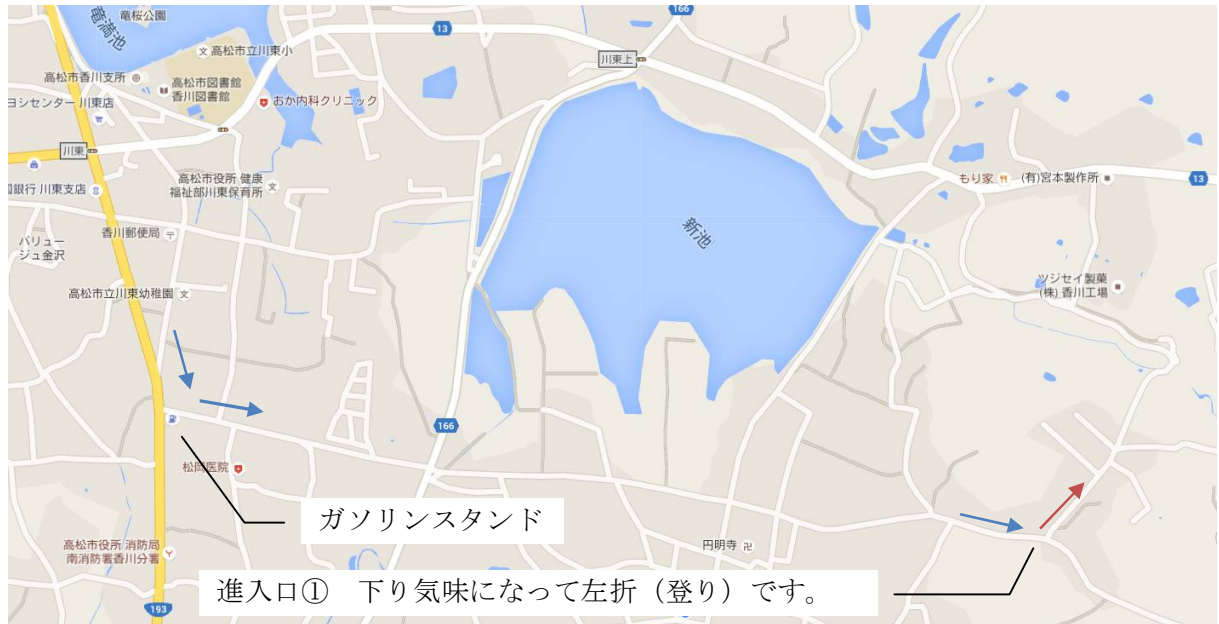 竜桜公園
竜満池
166
13
文 高松市立川東小
川東上
高松市香川支所
高松市図書館
香川図書館
おか内科クリニック
ヨシセンター 川東店
川東
高松市役所 健康
福祉部川東保育所 文
もり家
(有)宮本製作所
13
銀行 川東支店
新池
香川郵便局
バリュー
ジュ金沢
高松市立川東幼稚園 文
ツジセイ製菓
(株) 香川工場
166
松岡医院
ガソリンスタンド
高松市役所 消防局
南消防署香川分署
円明寺
進入口① 下り気味になって左折（登り）です。
193